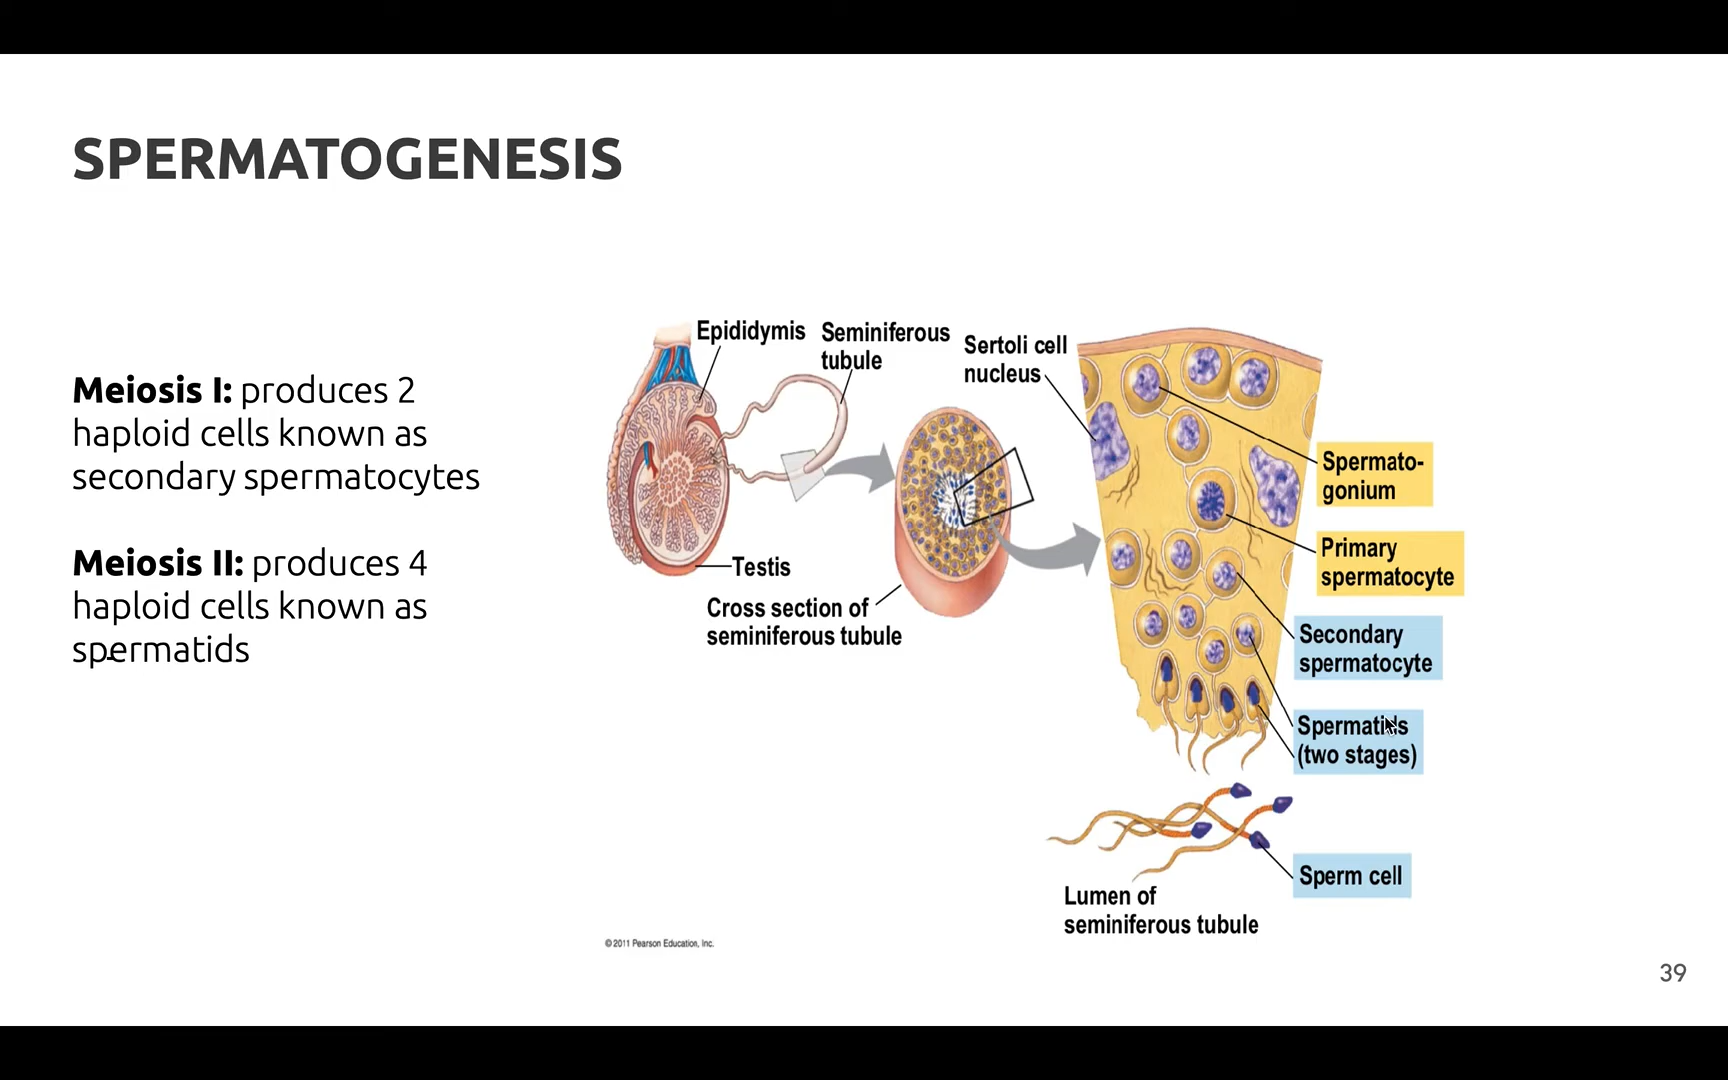 SPERMATOGENESIS
Meiosis I: produces 2
haploid cells known as
secondary spermatocytes
Meiosis II: produces 4
haploid cells known as
spermatids
Epididymis
Seminiferous
tubule
Sertoli cell
nucleus
Testis
Cross section of
seminiferous tubule
Spermato-
gonium
Primary
spermatocyte
Secondary
spermatocyte
Spermatids
(two stages)
Sperm cell
Lumen of
seminiferous tubule
© 2011 Pearson Education, Inc.
39